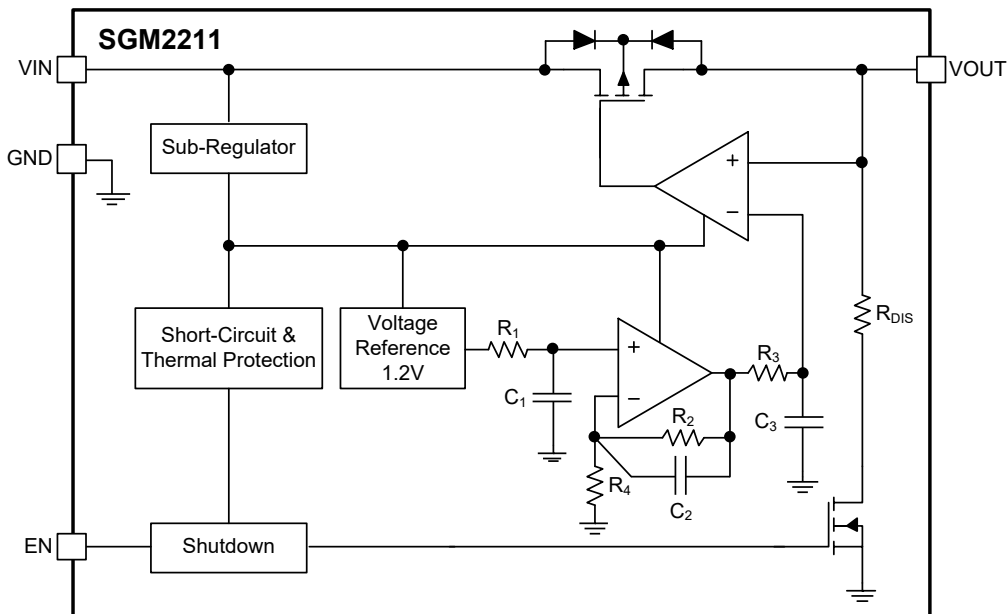 SGM2211
VIN
VOUT
GND
Sub-Regulator
+
−
Short-Circuit &
Thermal Protection
Voltage
Reference
1.2V
R1
C1
+
−
R2
C2
R4
R3
C3
RDIS
EN
Shutdown